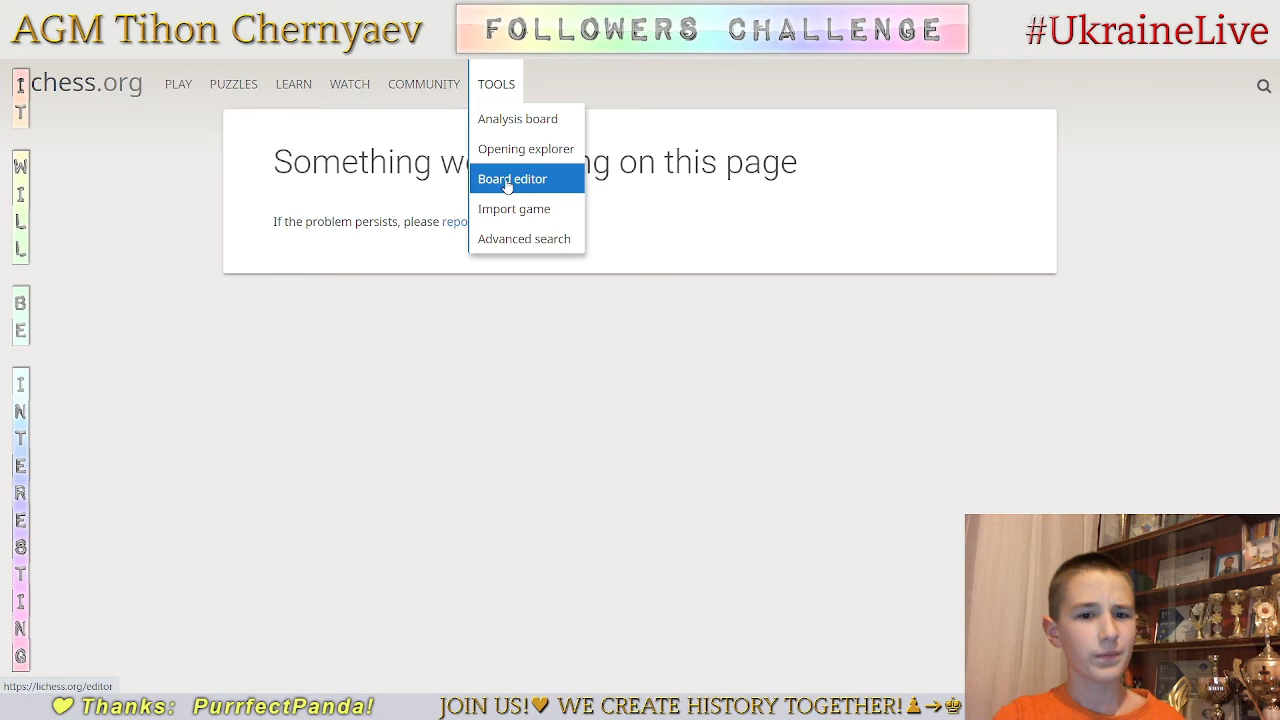 AGM Tihon Chernyaev
FOLLOWERS CHALLENGE
#UkraineLive
IT WILL BE INTERESTING
ichess.org
PLAY
PUZZLES
LEARN
WATCH
COMMUNITY
TOOLS
Analysis board
Opening explorer
Board editor
Import game
Advanced search
Something on this page
If the problem persists, please
https://lichess.org/editor
Thanks: PurrfectPanda!
JOIN US! WE CREATE HISTORY TOGETHER!